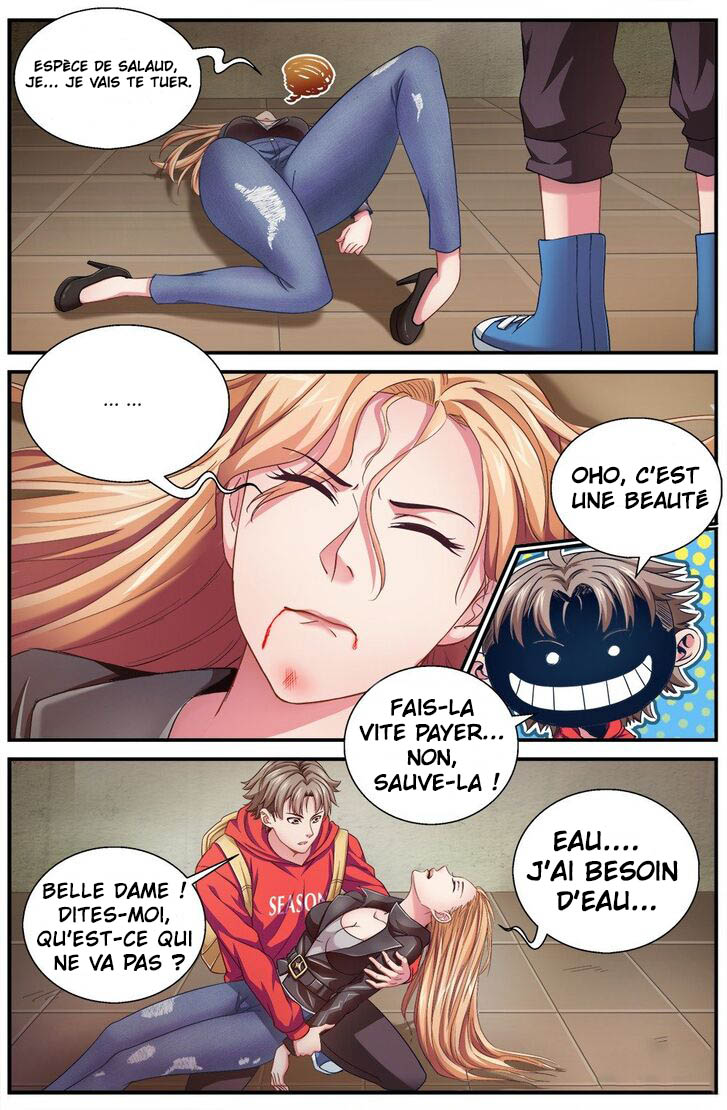 ESPÈCE DE SALAUD,
JE... JE VAIS TE TUER.
... ...
OHO, C'EST
UNE BEAUTÉ
FAIS-LA
VITE PAYER...
NON,
SAUVE-LA !
BELLE DAME !
DITES-MOI,
QU'EST-CE QUI
NE VA PAS ?
SEASON
EAU....
J'AI BESOIN
D'EAU...